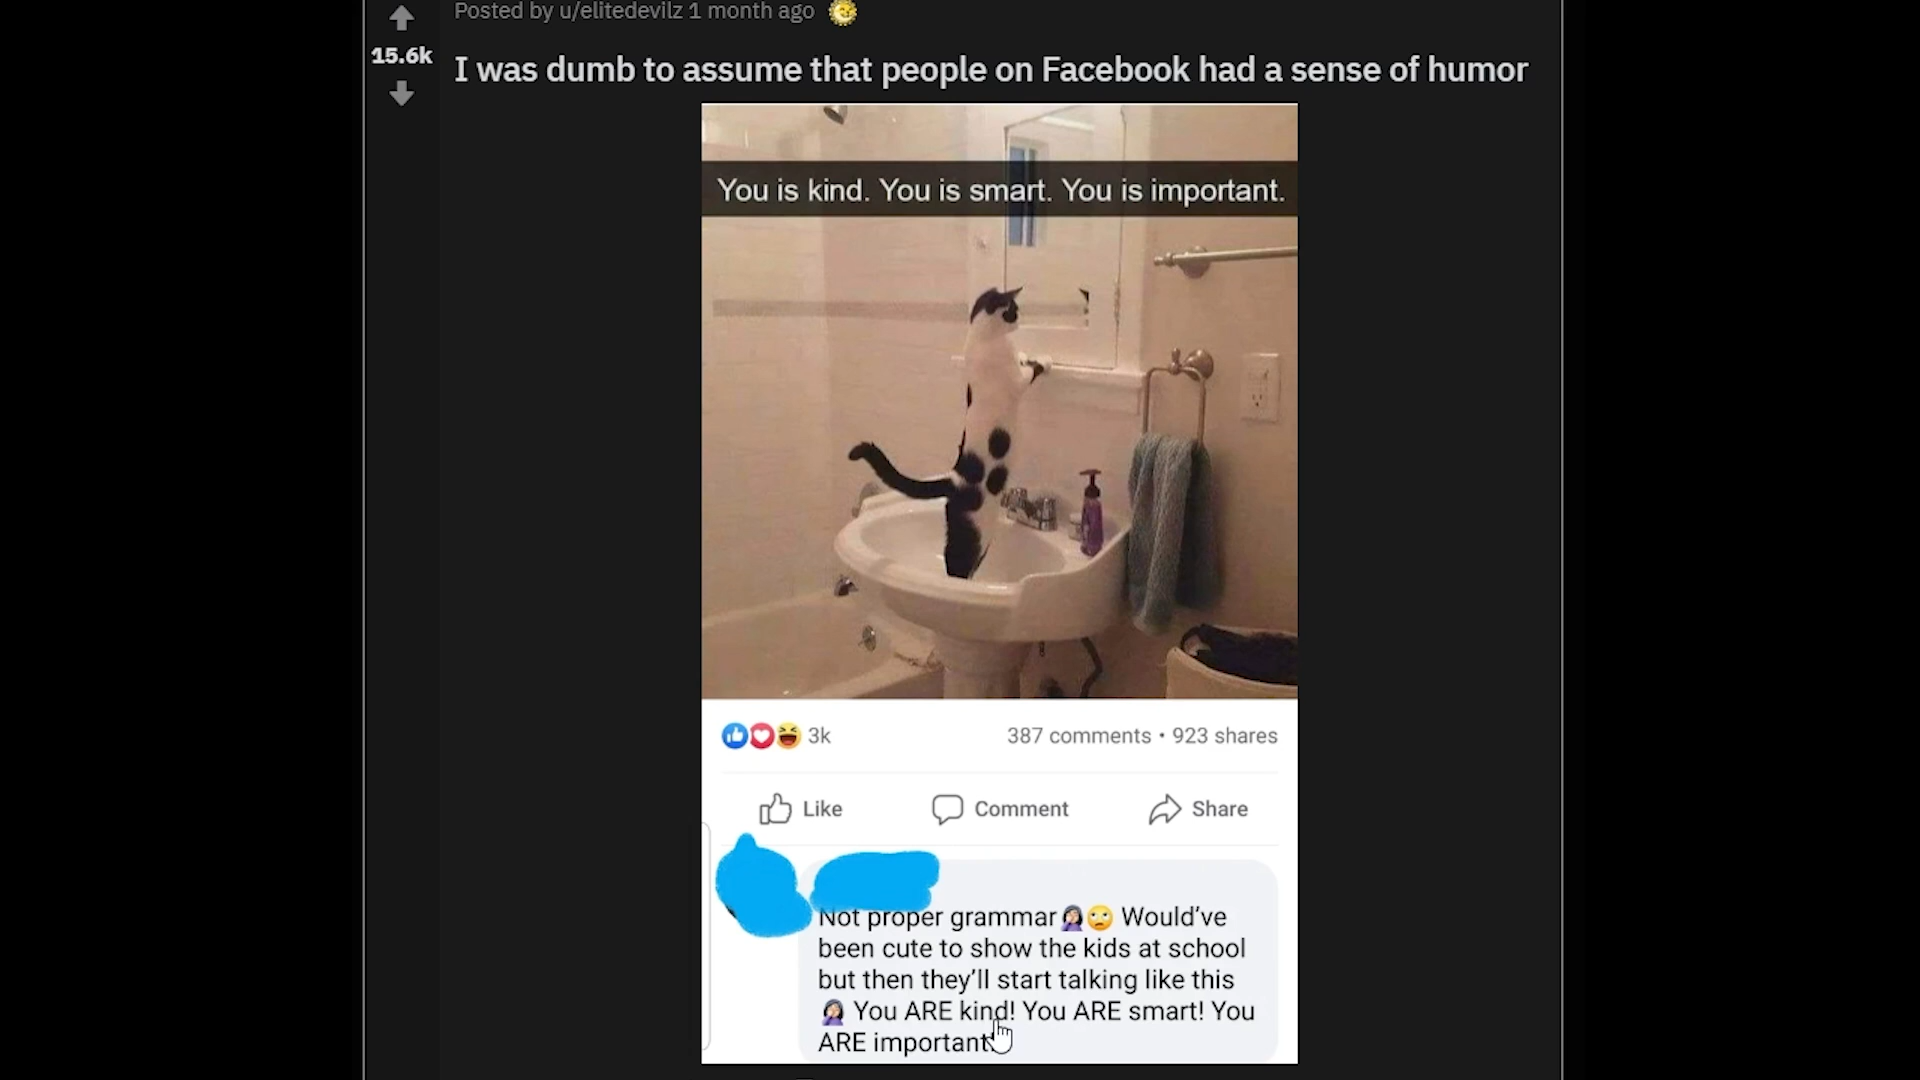 Posted by u/elitedevilz 1 month ago
15.6k
I was dumb to assume that people on Facebook had a sense of humor
You is kind. You is smart. You is important.
3k
387 comments • 923 shares
Like
Comment
Share
Not proper grammar🤦🏻‍♀️🙄 Would've
been cute to show the kids at school
but then they'll start talking like this
🤦🏻‍♀️ You ARE kind! You ARE smart! You
ARE important!